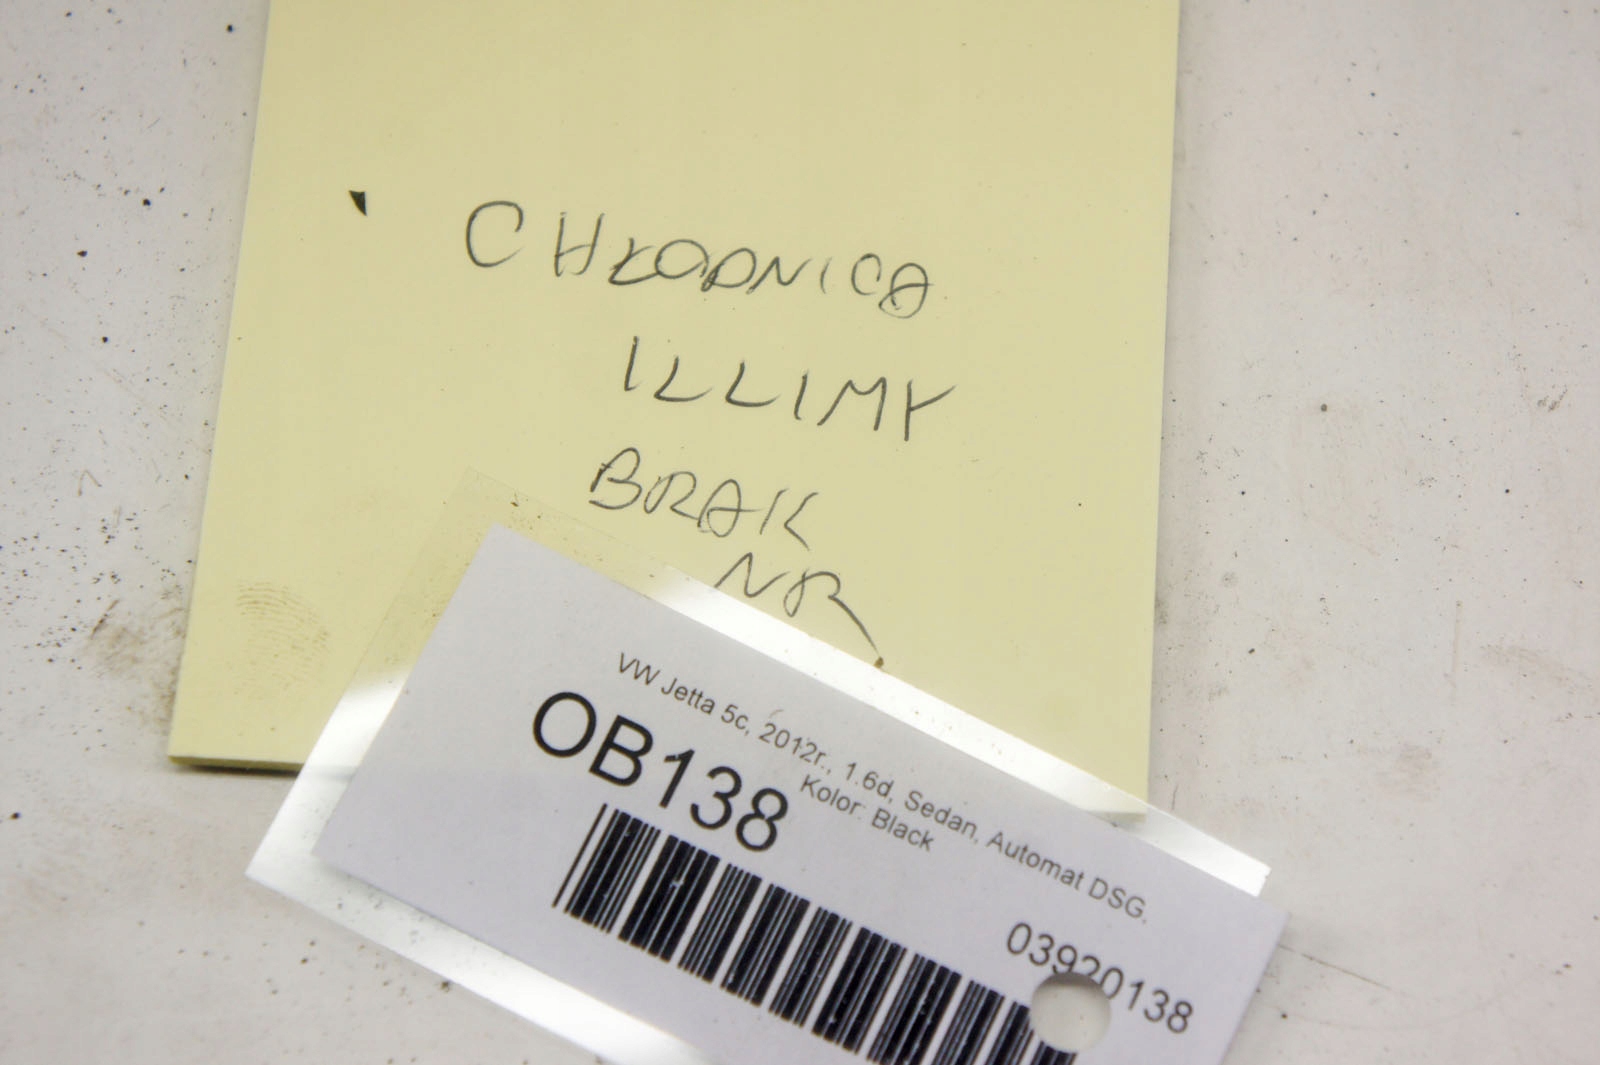 CHŁODNICA
ILLIMY
BRAK
NR
VW Jetta 5c, 2012r., 1.6d, Sedan, Automat DSG,
Kolor: Black
OB138
03920138